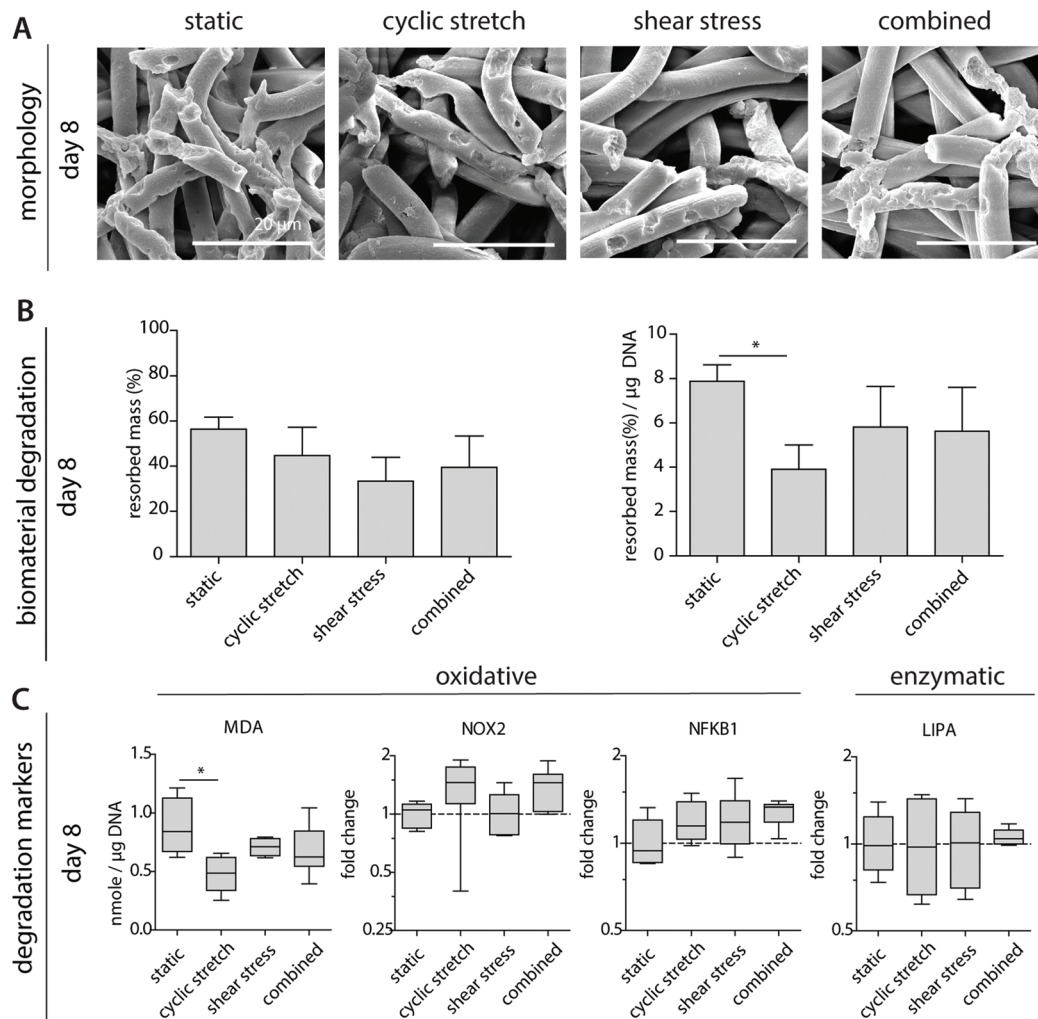 A
static
cyclic stretch
shear stress
combined
morphology
day 8
20 µm
B
biomaterial degradation
day 8
resorbed mass (%)
100
80
60
40
20
0
static
cyclic stretch
shear stress
combined
resorbed mass(%) / µg DNA
10
8
6
4
2
0
static
cyclic stretch
shear stress
combined
C
oxidative
enzymatic
degradation markers
day 8
MDA
nmole / µg DNA
1.5
1.0
0.5
0.0
*
static
cyclic stretch
shear stress
combined
NOX2
fold change
2
1
0.5
0.25
static
cyclic stretch
shear stress
combined
NFKB1
fold change
2
1
0.5
static
cyclic stretch
shear stress
combined
LIPA
fold change
2
1
0.5
static
cyclic stretch
shear stress
combined